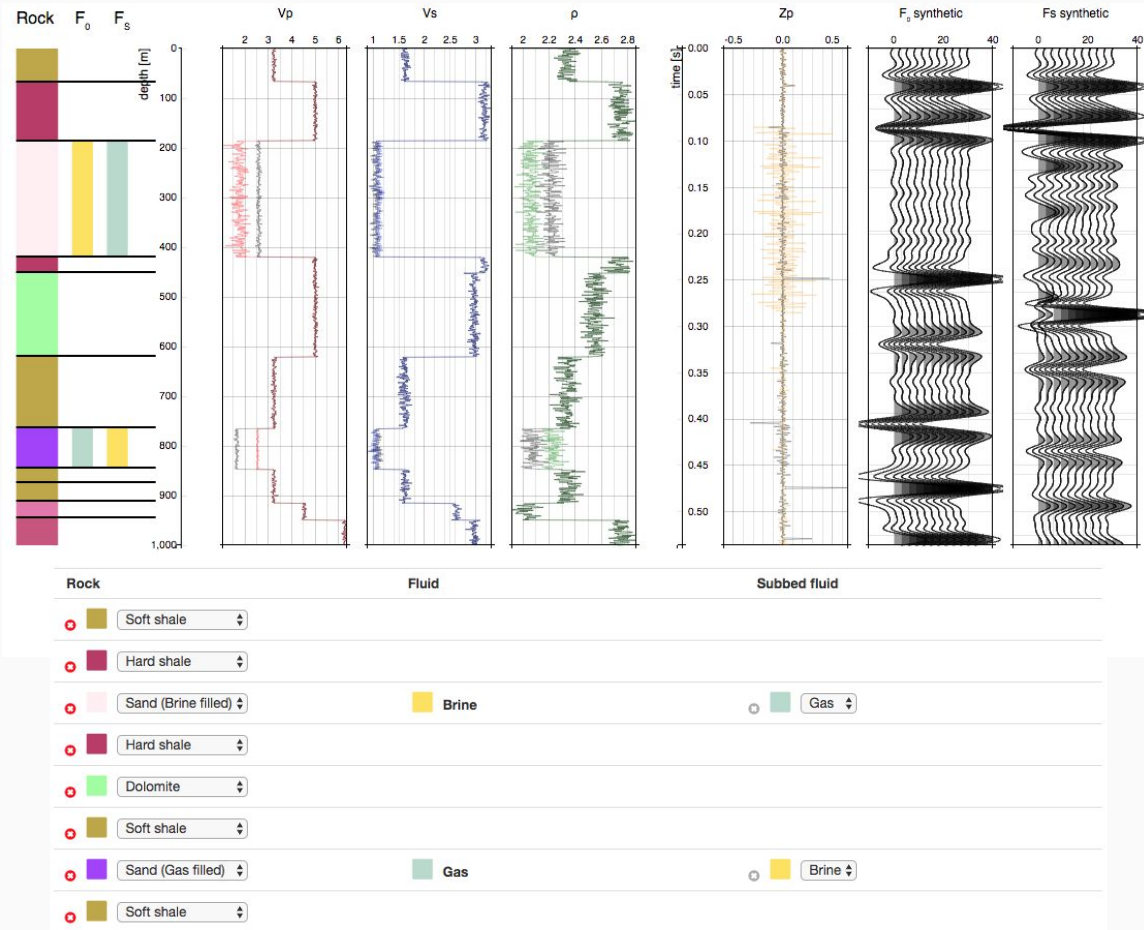 Rock F₀ Fₛ Vp Vs ρ Zp F₀ synthetic Fs synthetic
2 3 4 5 6 1 1.5 2 2.5 3 2 2.2 2.4 2.6 2.8 -0.5 0.0 0.5 0 20 40 0 20 40
depth [m]
0
100
200
300
400
500
600
700
800
900
1,000
time [s]
0.00
0.05
0.10
0.15
0.20
0.25
0.30
0.35
0.40
0.45
0.50
Rock Fluid Subbed fluid
Soft shale
Hard shale
Sand (Brine filled) Brine Gas
Hard shale
Dolomite
Soft shale
Sand (Gas filled) Gas Brine
Soft shale